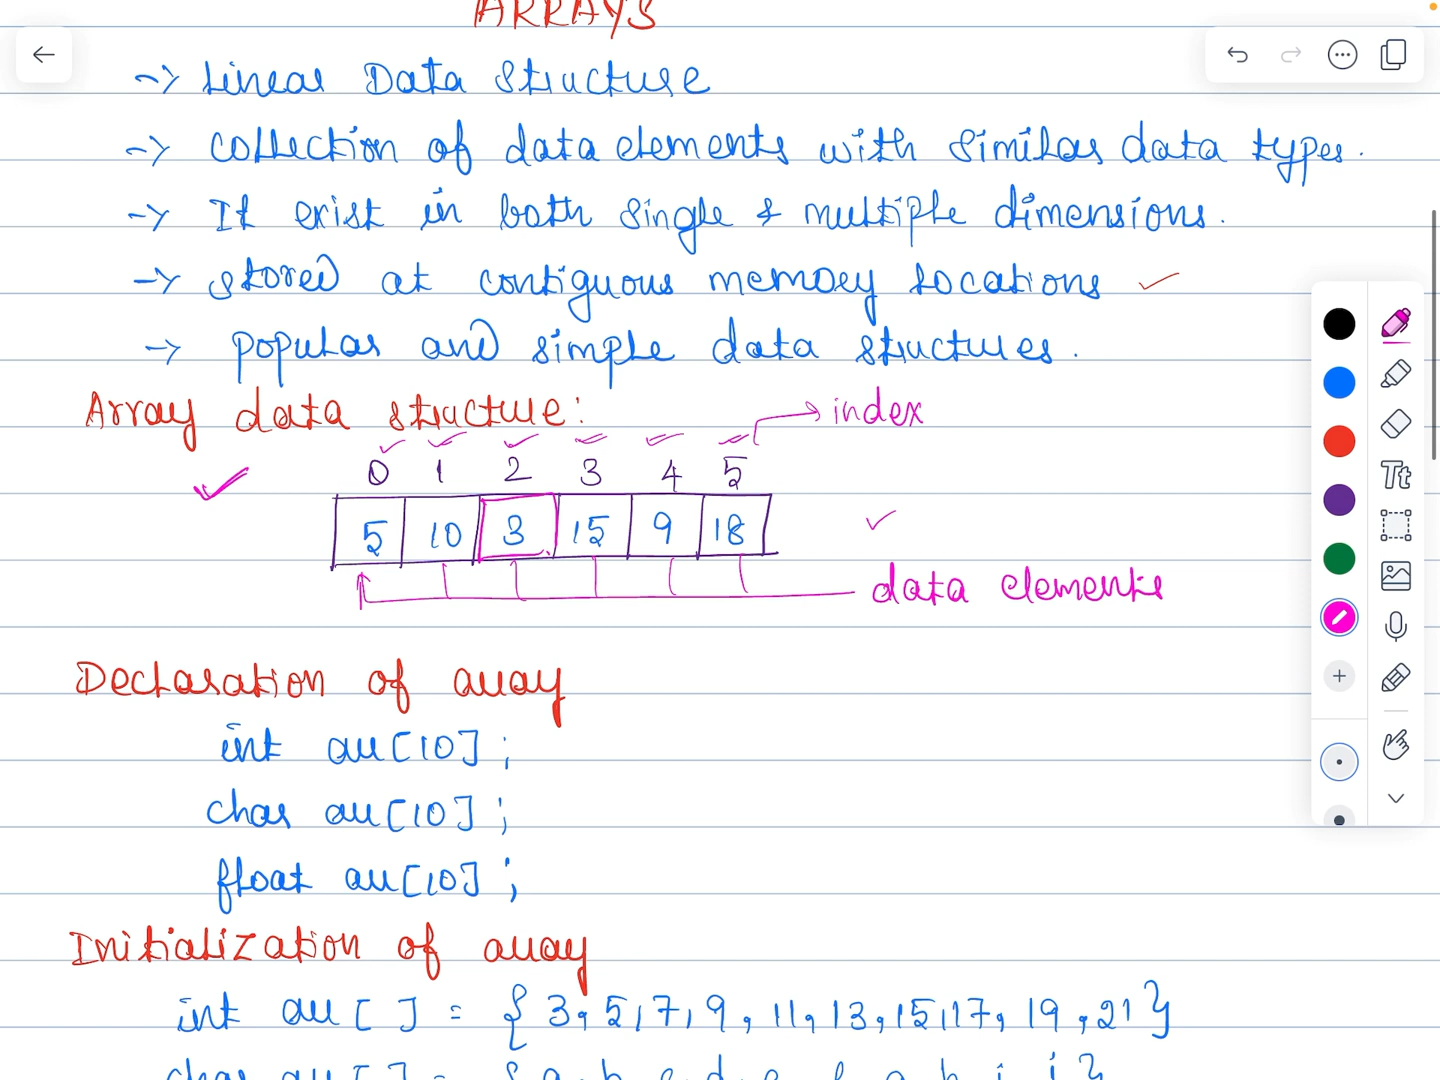 ARRAYS
-> Linear Data Structure
-> collection of data elements with similar data types.
-> It exist in both single & multiple dimensions.
-> stored at contiguous memory locations
-> popular and simple data structures.
Array data structure:
index
0 1 2 3 4 5
5 10 3 15 9 18
data elements
Declaration of array
int arr[10];
char arr[10];
float arr[10];
Initialization of array
int arr[ ] = {3,5,7,9,11,13,15,17,19,21}
char arr[ ] = {a, b, c, d, e, f, g, h, i, j}
Tt